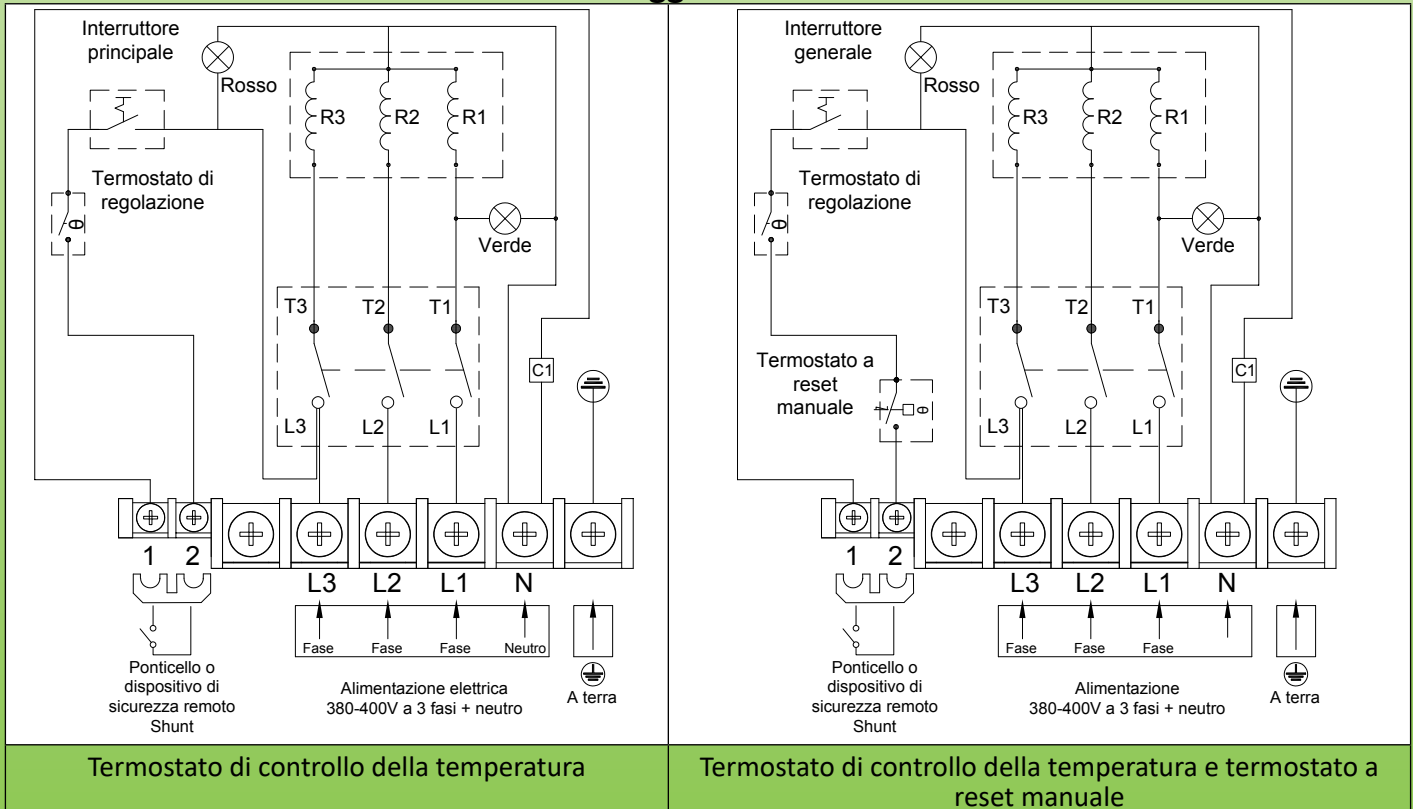 Interruttore
principale
Rosso
R3 R2 R1
Termostato di
regolazione
θ
Verde
T3 T2 T1
C1
L3 L2 L1
1 2
L3 L2 L1 N
Fase Fase Fase Neutro
Ponticello o
dispositivo di
sicurezza remoto
Shunt
Alimentazione elettrica
380-400V a 3 fasi + neutro
A terra
Termostato di controllo della temperatura
Interruttore
generale
Rosso
R3 R2 R1
Termostato di
regolazione
θ
Verde
T3 T2 T1
Termostato a
reset
manuale
θ
C1
L3 L2 L1
1 2
L3 L2 L1 N
Fase Fase Fase
Ponticello o
dispositivo di
sicurezza remoto
Shunt
Alimentazione
380-400V a 3 fasi + neutro
A terra
Termostato di controllo della temperatura e termostato a
reset manuale